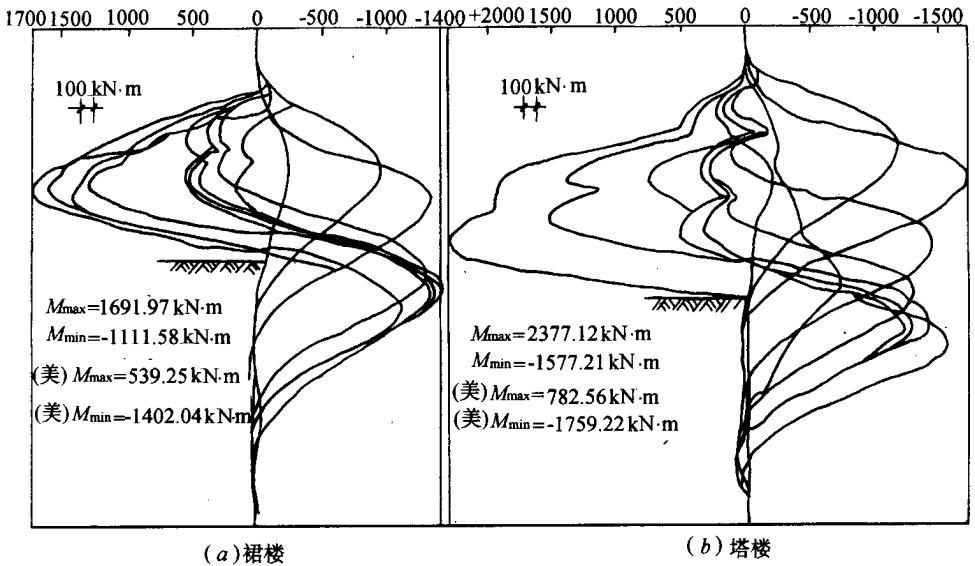 1700 1500 1000 500 0 -500 -1000 -1400
100 kN·m
Mmax=1691.97 kN·m
Mmin=-1111.58 kN·m
(美) Mmax=539.25 kN·m
(美) Mmin=-1402.04 kN·m
(a) 裙楼
+2000 1500 1000 500 0 -500 -1000 -1500
100 kN·m
Mmax=2377.12 kN·m
Mmin=-1577.21 kN·m
(美) Mmax=782.56 kN·m
(美) Mmin=-1759.22 kN·m
(b) 塔楼